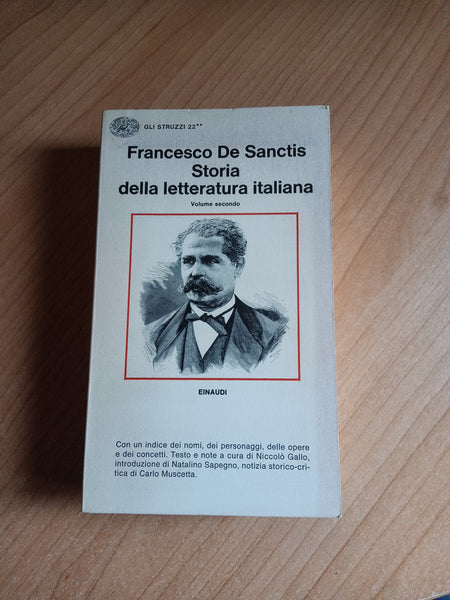 GLI STRUZZI 22**
Francesco De Sanctis
Storia
della letteratura italiana
Volume secondo
EINAUDI
Con un indice dei nomi, dei personaggi, delle opere
e dei concetti. Testo e note a cura di Niccolò Gallo,
introduzione di Natalino Sapegno, notizia storico-cri-
tica di Carlo Muscetta.